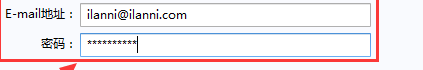 E-mail地址： ilanni@ilanni.com
密码： **********